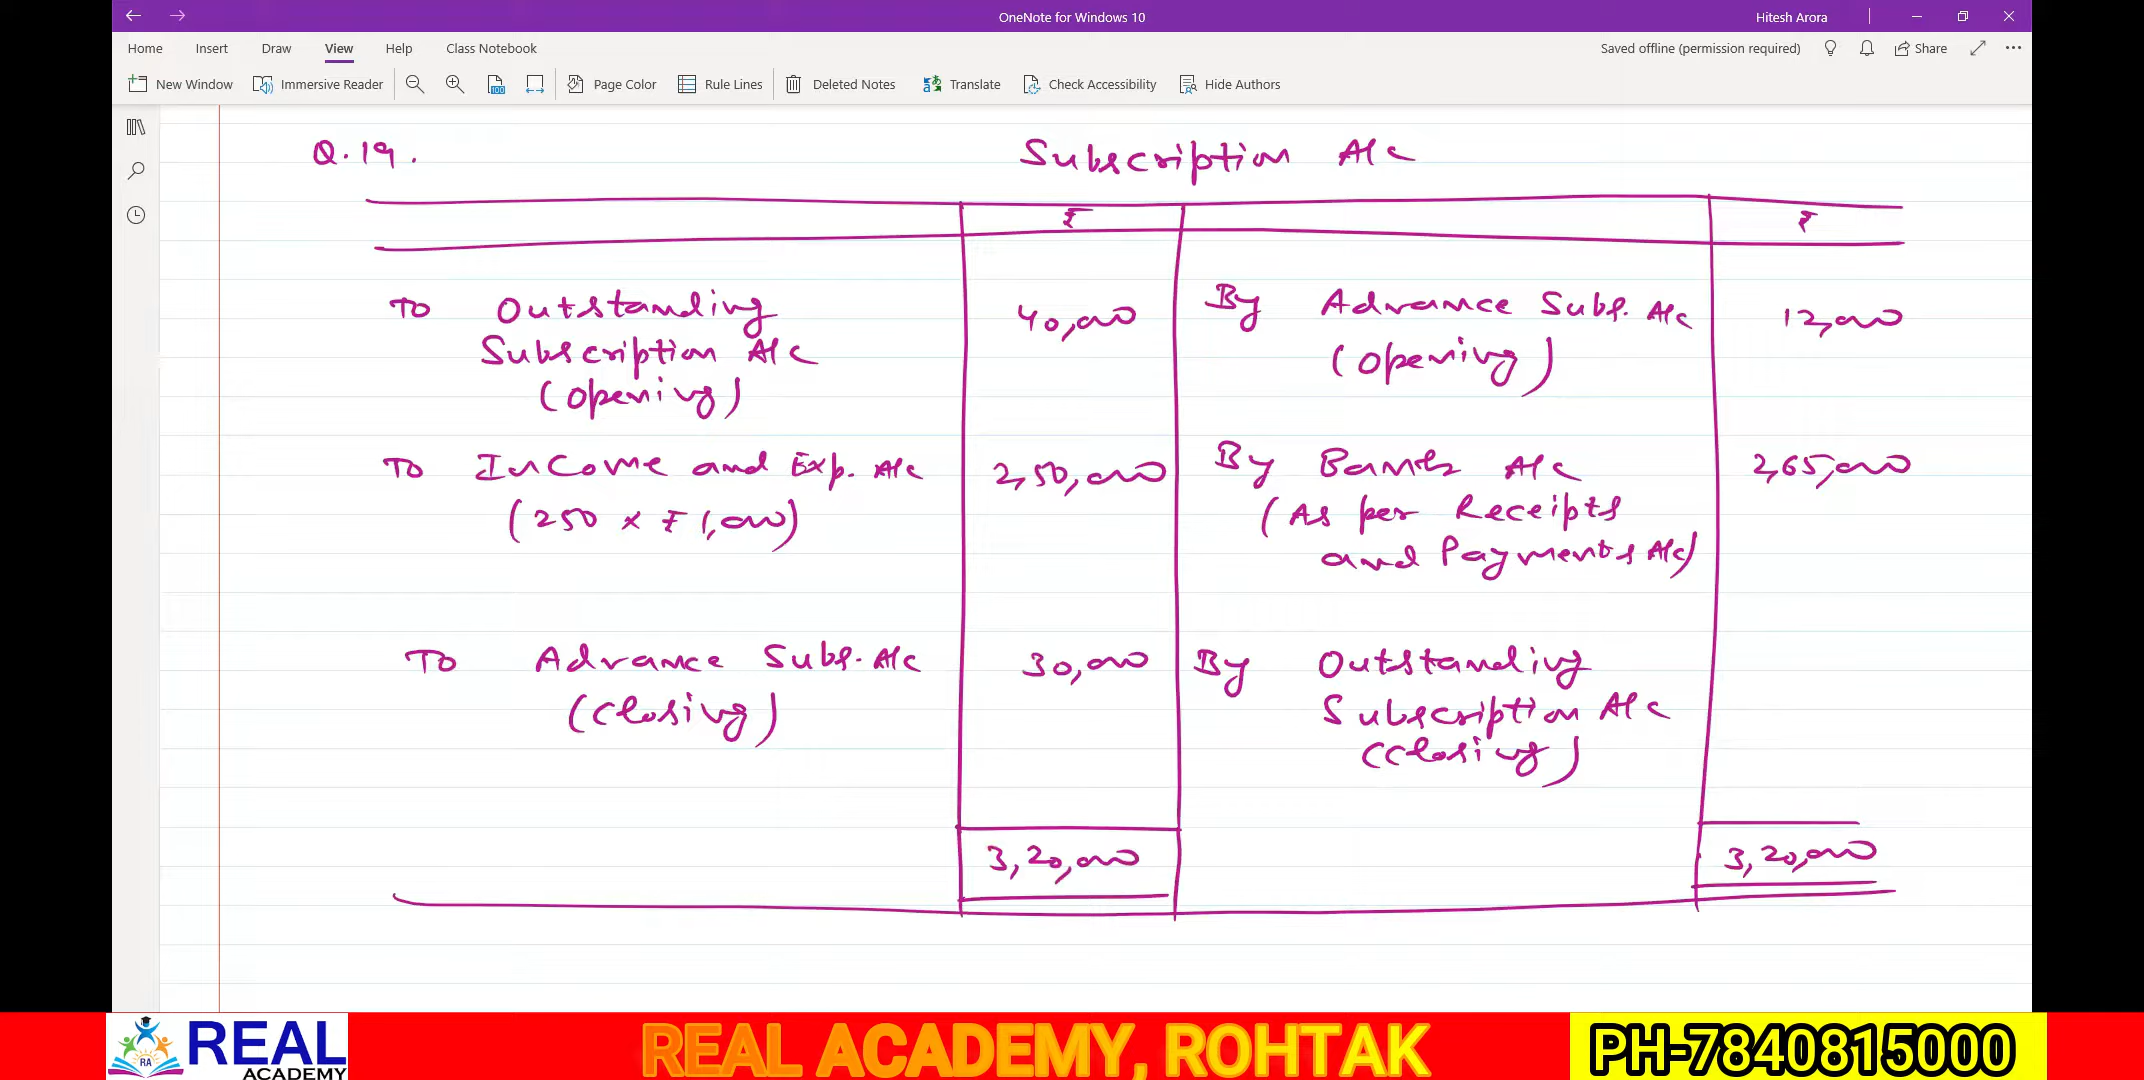 OneNote for Windows 10
Hitesh Arora
Home Insert Draw View Help Class Notebook
Saved offline (permission required) Share
New Window Immersive Reader 100 Page Color Rule Lines Deleted Notes Translate Check Accessibility Hide Authors
Q.19. Subscription A/c
₹ ₹
To Outstanding Subscription A/c (opening) 40,000 By Advance Subs. A/c (opening) 12,000
To Income and Exp. A/c (250 x ₹ 1,000) 2,50,000 By Bank A/c (As per Receipts and Payments A/c) 2,65,000
To Advance Subs. A/c (closing) 30,000 By Outstanding Subscription A/c (closing)
3,20,000 3,20,000
RA REAL ACADEMY
REAL ACADEMY, ROHTAK
PH-7840815000